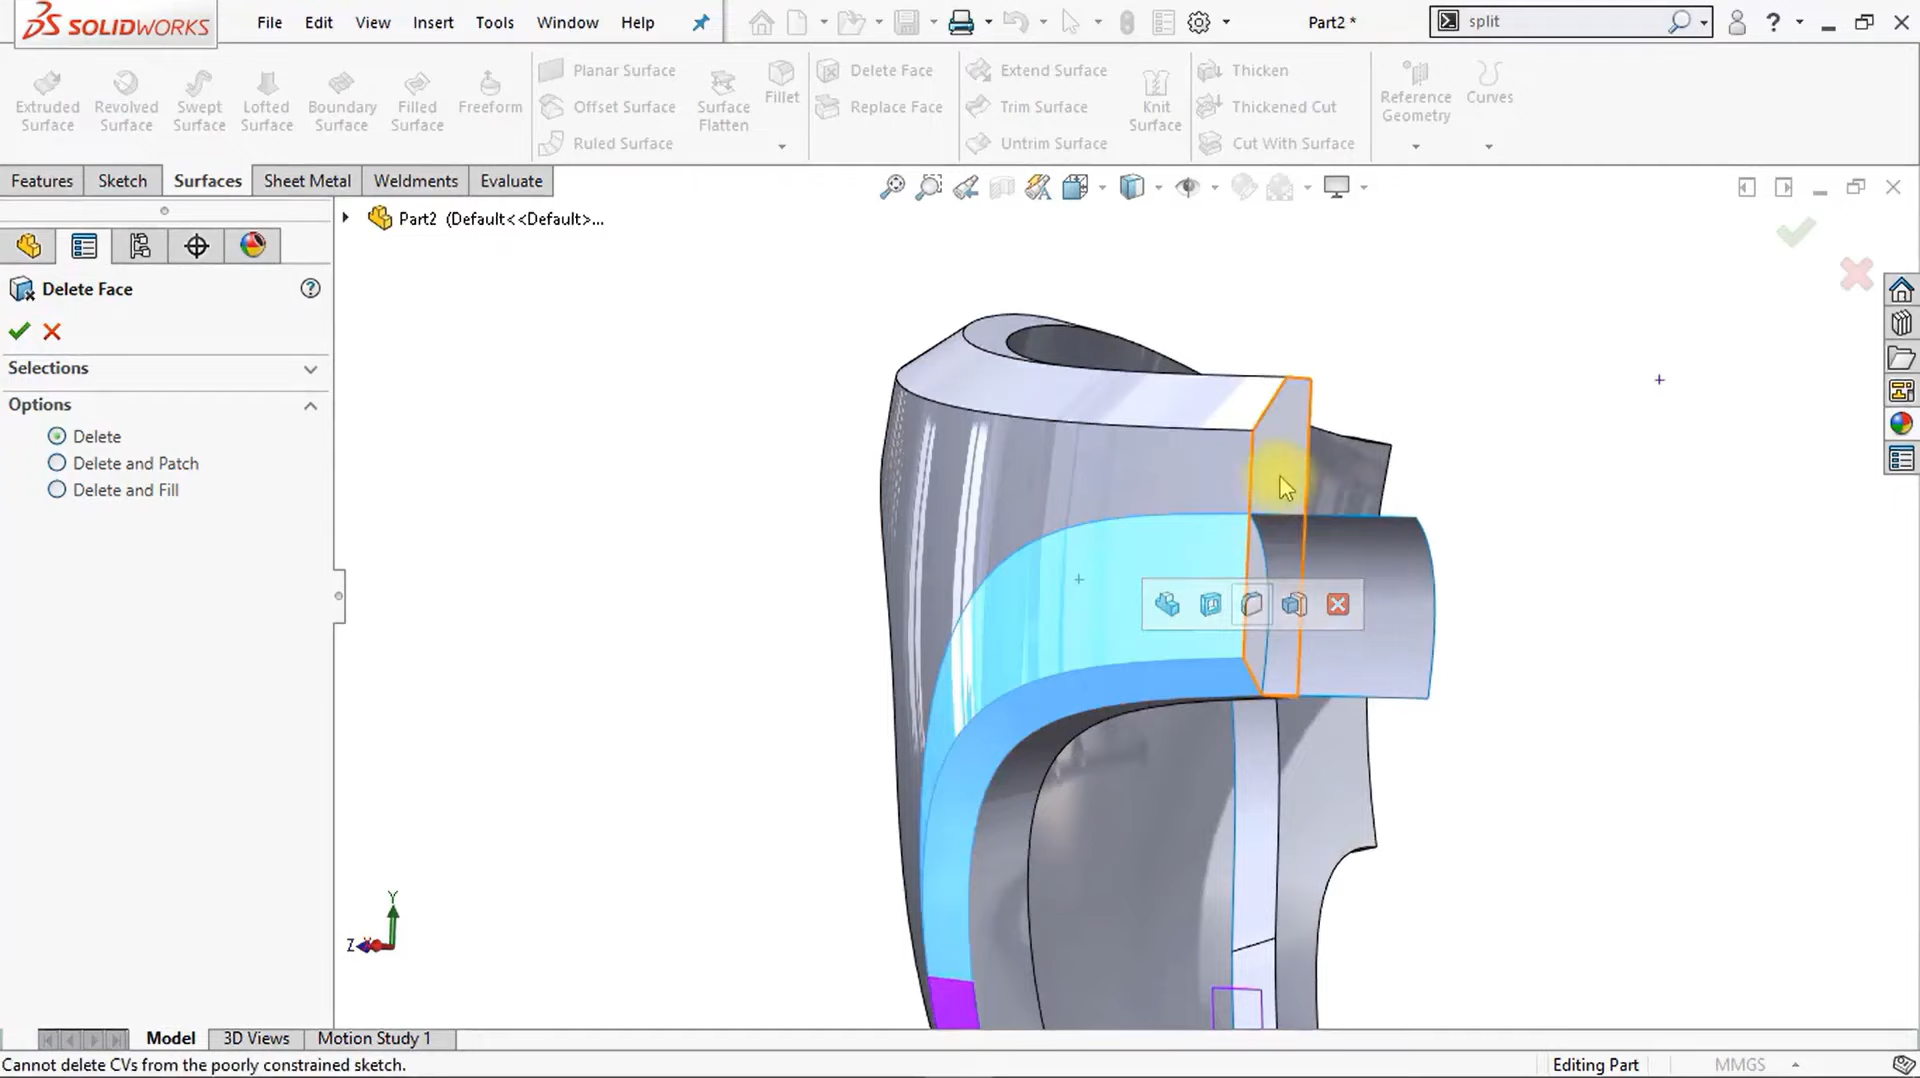 SOLIDWORKS File Edit View Insert Tools Window Help Part2 * split ?
Extruded Surface
Revolved Surface
Swept Surface
Lofted Surface
Boundary Surface
Filled Surface
Freeform
Planar Surface
Offset Surface
Ruled Surface
Surface Flatten
Fillet
Delete Face
Replace Face
Extend Surface
Trim Surface
Untrim Surface
Knit Surface
Thicken
Thickened Cut
Cut With Surface
Reference Geometry
Curves
Features Sketch Surfaces Sheet Metal Weldments Evaluate
Part2 (Default<<Default>...
Delete Face ?
Selections
Options
Delete
Delete and Patch
Delete and Fill
Y
Z
Model 3D Views Motion Study 1
Cannot delete CVs from the poorly constrained sketch. Editing Part MMGS